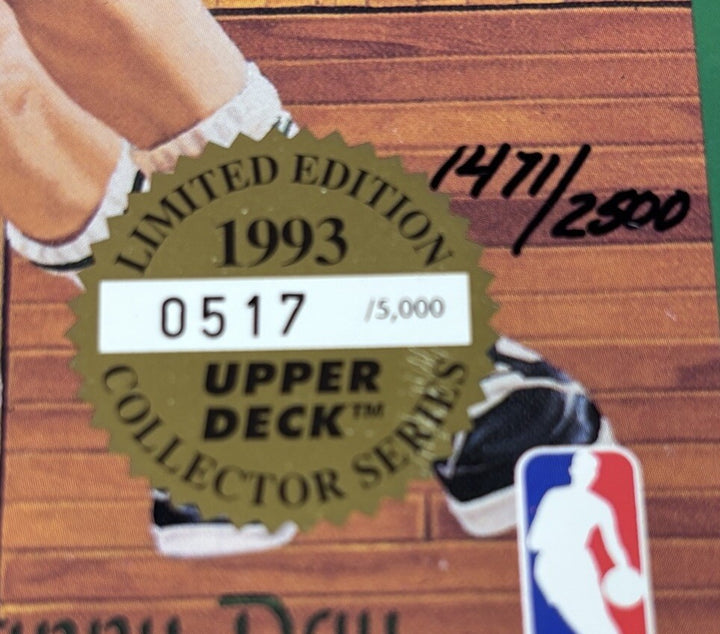 LIMITED EDITION
1993
0517 /5,000
UPPER
DECK™
COLLECTOR SERIES
1471/2500